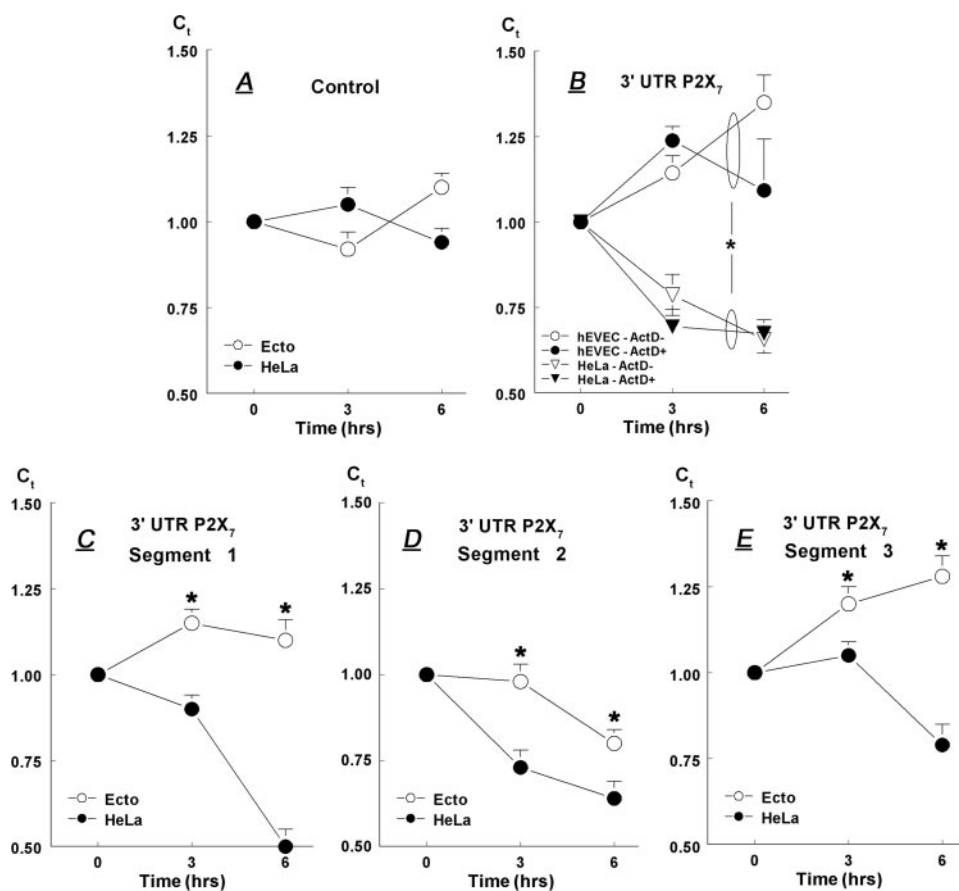 C_t
1.50
1.25
1.00
0.75
0.50
A
Control
Ecto
HeLa
0 3 6
Time (hrs)
C_t
1.50
1.25
1.00
0.75
0.50
B
3' UTR P2X₇
*
hEVEC - ActD-
hEVEC - ActD+
HeLa - ActD-
HeLa - ActD+
0 3 6
Time (hrs)
C_t
1.50
1.25
1.00
0.75
0.50
C
3' UTR P2X₇
Segment 1
* *
Ecto
HeLa
0 3 6
Time (hrs)
C_t
1.50
1.25
1.00
0.75
0.50
D
3' UTR P2X₇
Segment 2
* *
Ecto
HeLa
0 3 6
Time (hrs)
C_t
1.50
1.25
1.00
0.75
0.50
E
3' UTR P2X₇
Segment 3
* *
Ecto
HeLa
0 3 6
Time (hrs)